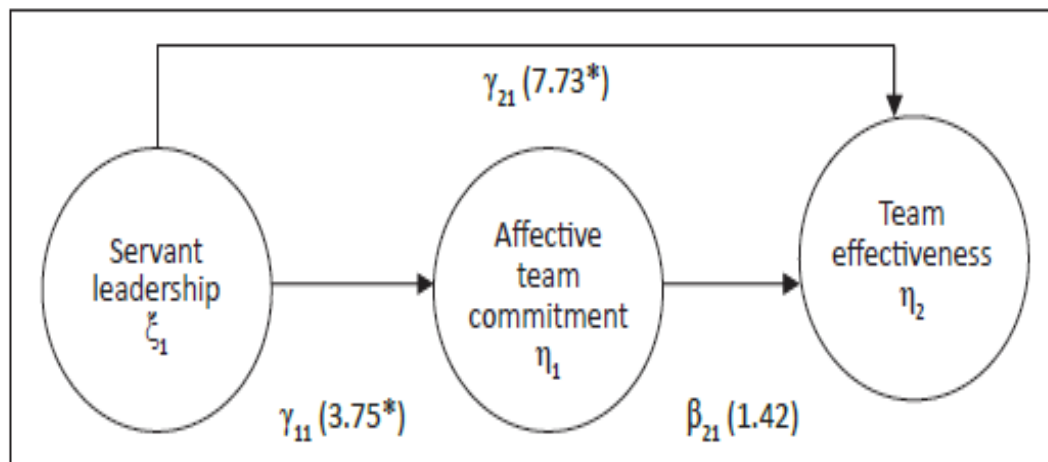 γ21 (7.73*)
Servant
leadership
ξ1
Affective
team
commitment
η1
Team
effectiveness
η2
γ11 (3.75*)
β21 (1.42)